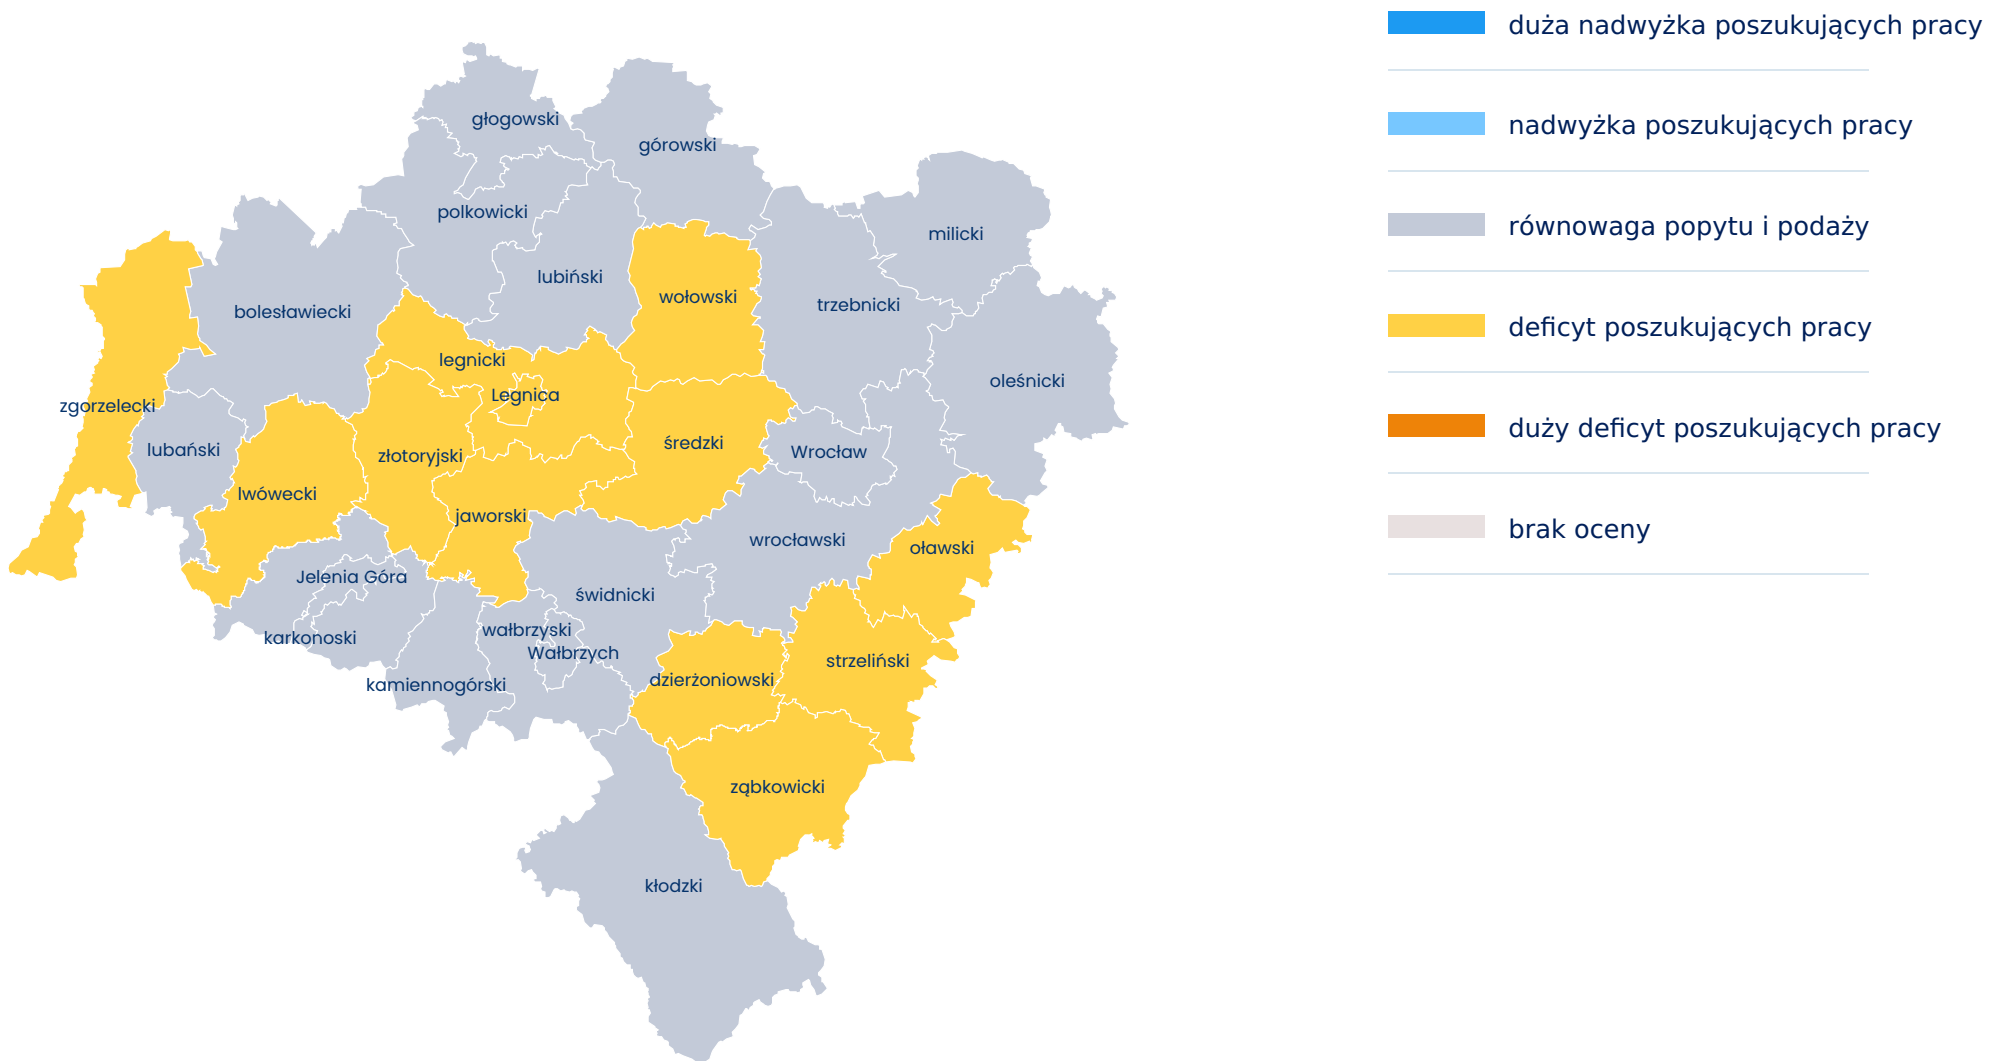 duża nadwyżka poszukujących pracy
nadwyżka poszukujących pracy
równowaga popytu i podaży
deficyt poszukujących pracy
duży deficyt poszukujących pracy
brak oceny
głogowski
górowski
polkowicki
milicki
lubiński
wołowski
trzebnicki
bolesławiecki
legnicki
oleśnicki
Legnica
zgorzelecki
lubański
średzki
Wrocław
złotoryjski
lwówecki
jaworski
wrocławski
oławski
Jelenia Góra
świdnicki
wałbrzyski
karkonoski
Wałbrzych
strzeliński
dzierżoniowski
kamiennogórski
ząbkowicki
kłodzki